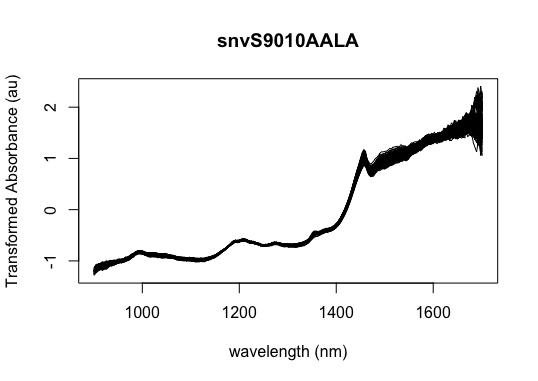 snvS9010AALA
Transformed Absorbance (au)
2
1
0
-1
1000 1200 1400 1600
wavelength (nm)